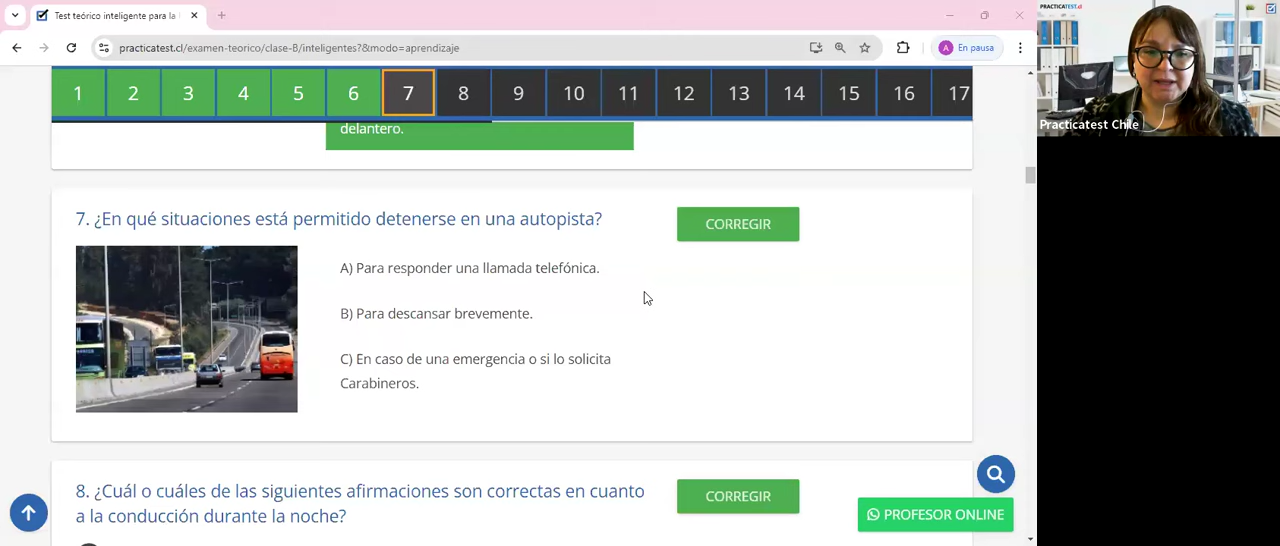 Test teórico inteligente para la
practicatest.cl/examen-teorico/clase-B/inteligentes?&modo=aprendizaje
A
En pausa
PRACTICATEST.cl
Practicatest Chile
1 2 3 4 5 6 7 8 9 10 11 12 13 14 15 16 17
delantero.
7. ¿En qué situaciones está permitido detenerse en una autopista?
CORREGIR
A) Para responder una llamada telefónica.
B) Para descansar brevemente.
C) En caso de una emergencia o si lo solicita
Carabineros.
8. ¿Cuál o cuáles de las siguientes afirmaciones son correctas en cuanto
a la conducción durante la noche?
CORREGIR
PROFESOR ONLINE